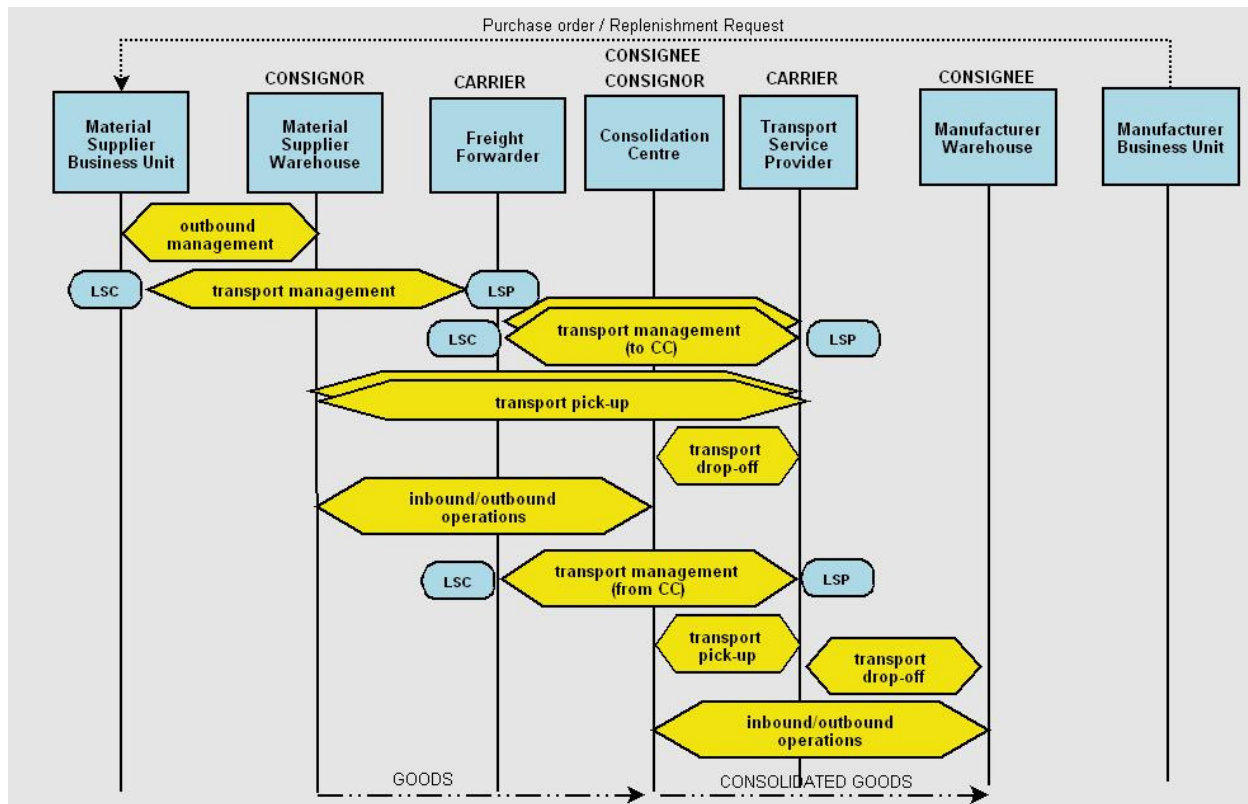 Purchase order / Replenishment Request
CONSIGNEE
CONSIGNOR
CARRIER
CONSIGNOR
CARRIER
CONSIGNEE
Material
Supplier
Business Unit
Material
Supplier
Warehouse
Freight
Forwarder
Consolidation
Centre
Transport
Service
Provider
Manufacturer
Warehouse
Manufacturer
Business Unit
outbound
management
LSC
transport management
LSP
LSC
transport management
(to CC)
LSP
transport pick-up
transport
drop-off
inbound/outbound
operations
LSC
transport management
(from CC)
LSP
transport
pick-up
transport
drop-off
inbound/outbound
operations
GOODS
CONSOLIDATED GOODS